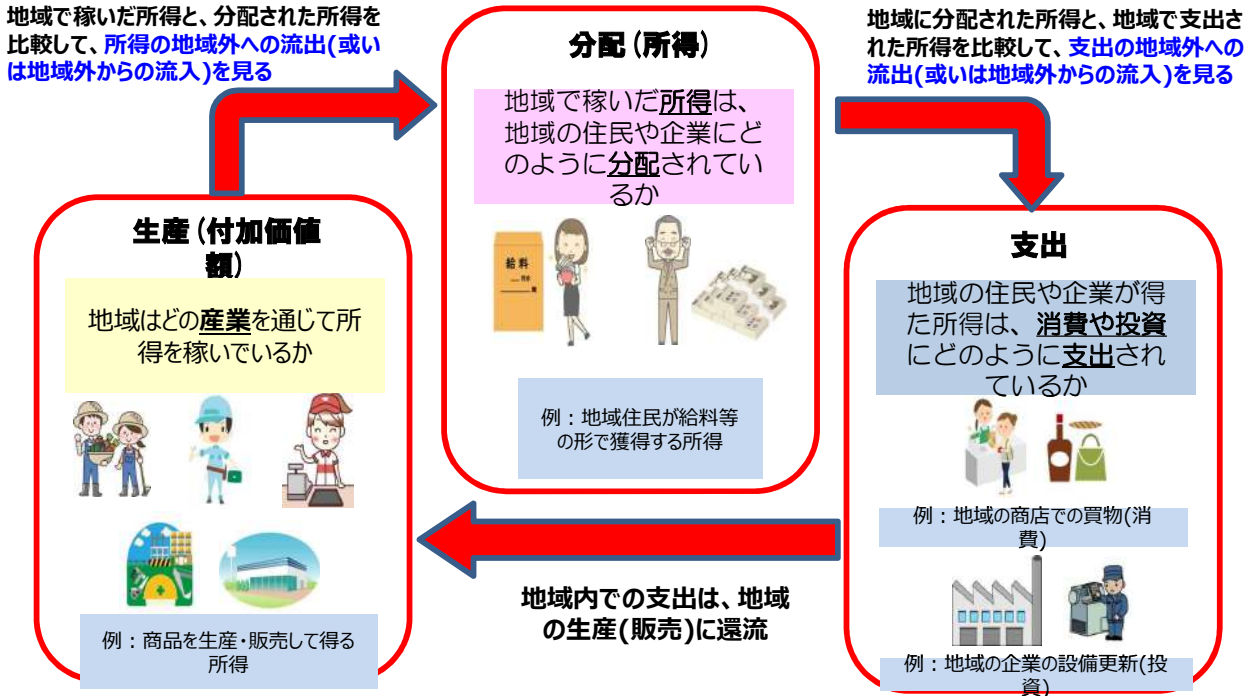 地域で稼いだ所得と、分配された所得を
比較して、所得の地域外への流出(或い
は地域外からの流入)を見る
分配（所得）
地域で稼いだ所得は、
地域の住民や企業にど
のように分配されてい
るか
給料
例：地域住民が給料等
の形で獲得する所得
地域に分配された所得と、地域で支出さ
れた所得を比較して、支出の地域外への
流出(或いは地域外からの流入)を見る
生産（付加価値
額）
地域はどの産業を通じて所
得を稼いでいるか
例：商品を生産・販売して得る
所得
支出
地域の住民や企業が得
た所得は、消費や投資
にどのように支出され
ているか
例：地域の商店での買物(消
費)
例：地域の企業の設備更新(投
資)
地域内での支出は、地域
の生産(販売)に還流